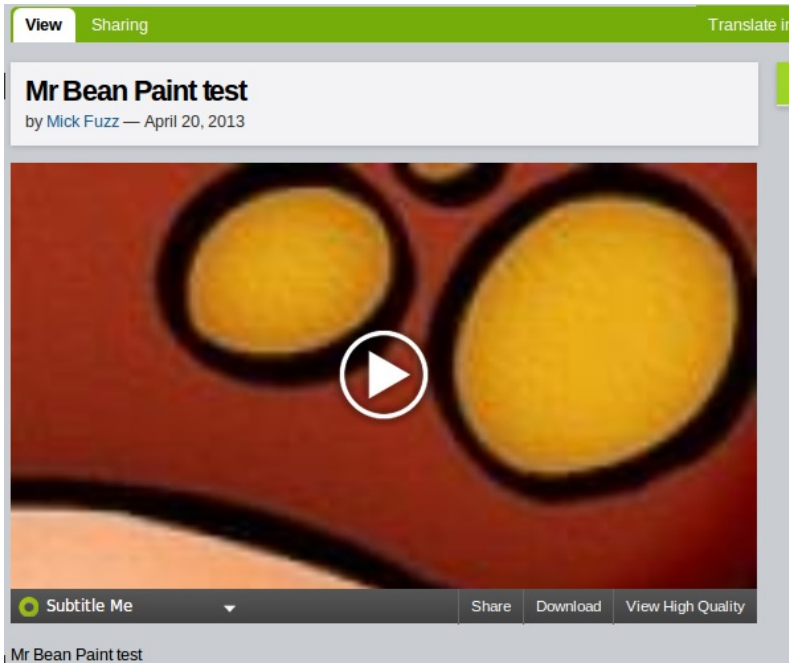 View Sharing Translate in
Mr Bean Paint test
by Mick Fuzz — April 20, 2013
Subtitle Me Share Download View High Quality
Mr Bean Paint test